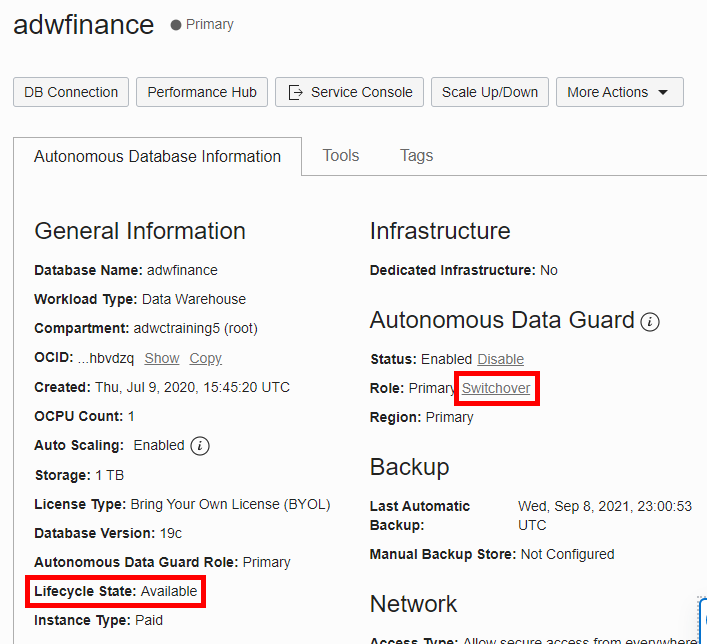 adwfinance ● Primary
DB Connection Performance Hub Service Console Scale Up/Down More Actions
Autonomous Database Information Tools Tags
General Information
Database Name: adwfinance
Workload Type: Data Warehouse
Compartment: adwctraining5 (root)
OCID: ...hbvdzq Show Copy
Created: Thu, Jul 9, 2020, 15:45:20 UTC
OCPU Count: 1
Auto Scaling: Enabled
Storage: 1 TB
License Type: Bring Your Own License (BYOL)
Database Version: 19c
Autonomous Data Guard Role: Primary
Lifecycle State: Available
Instance Type: Paid
Infrastructure
Dedicated Infrastructure: No
Autonomous Data Guard
Status: Enabled Disable
Role: Primary Switchover
Region: Primary
Backup
Last Automatic Backup: Wed, Sep 8, 2021, 23:00:53 UTC
Manual Backup Store: Not Configured
Network
Access Type: Allow secure access from everywhere